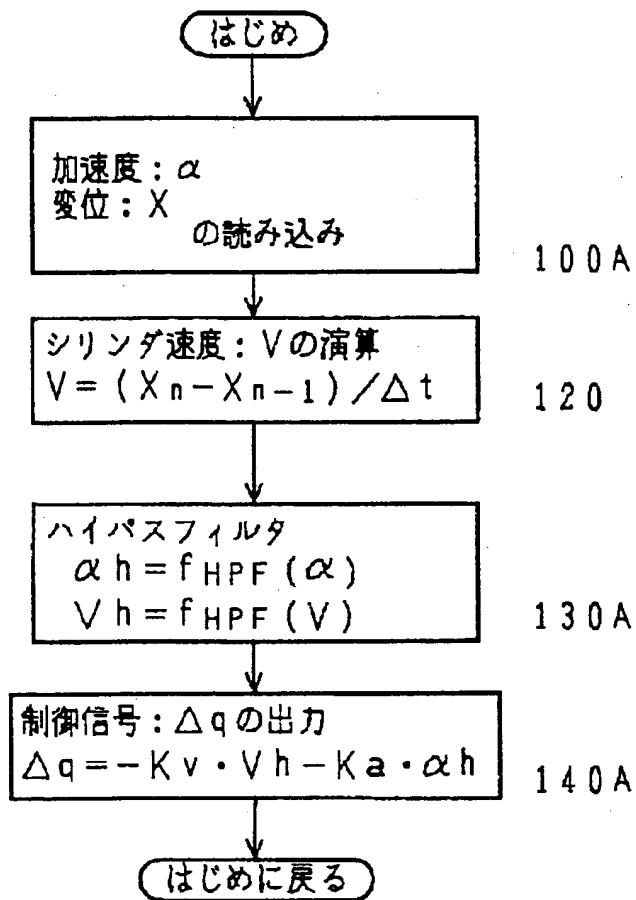 はじめ
加速度:α
変位:X
の読み込み
100A
シリンダ速度:Vの演算
V=(Xn-Xn-1)/Δt
120
ハイパスフィルタ
αh=fHPF(α)
Vh=fHPF(V)
130A
制御信号:Δqの出力
Δq=-Kv・Vh-Ka・αh
140A
はじめに戻る